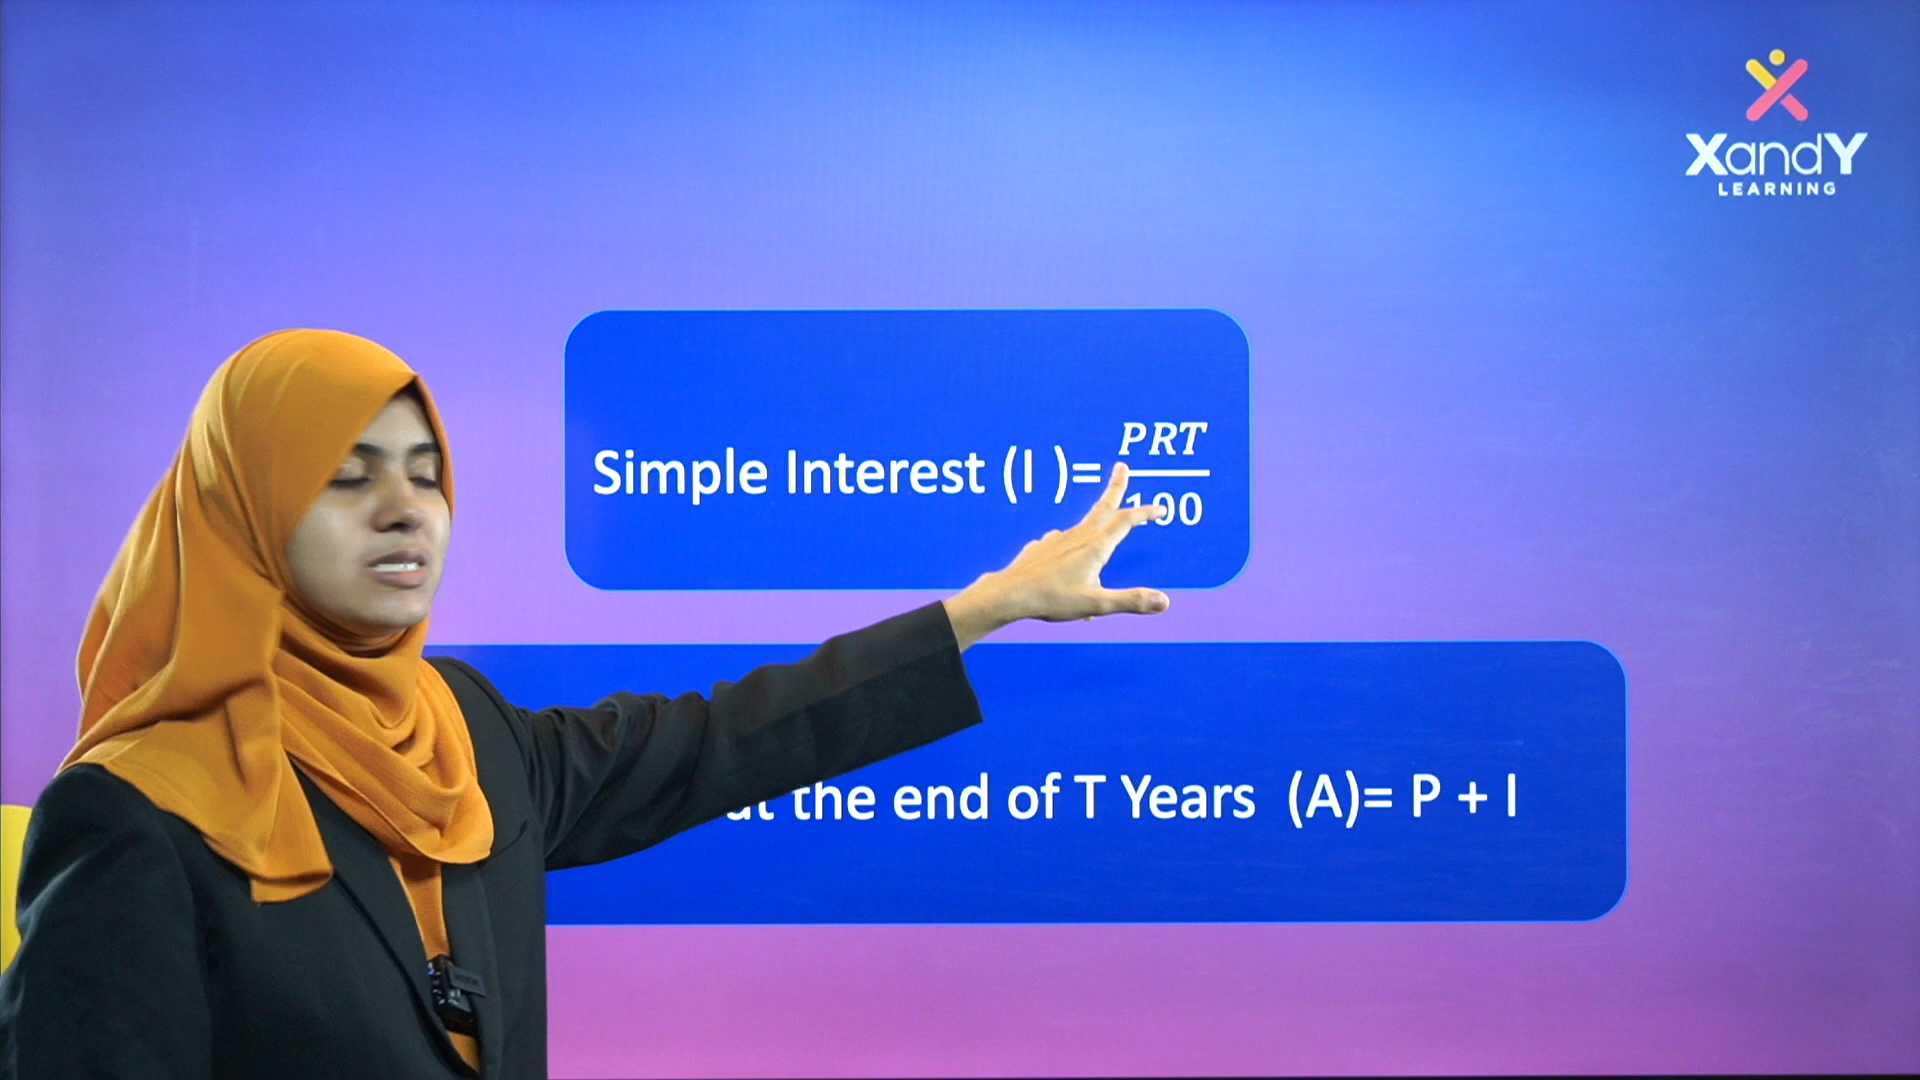 XandY
LEARNING
Simple Interest (I )= PRT/100
the end of T Years (A)= P + I